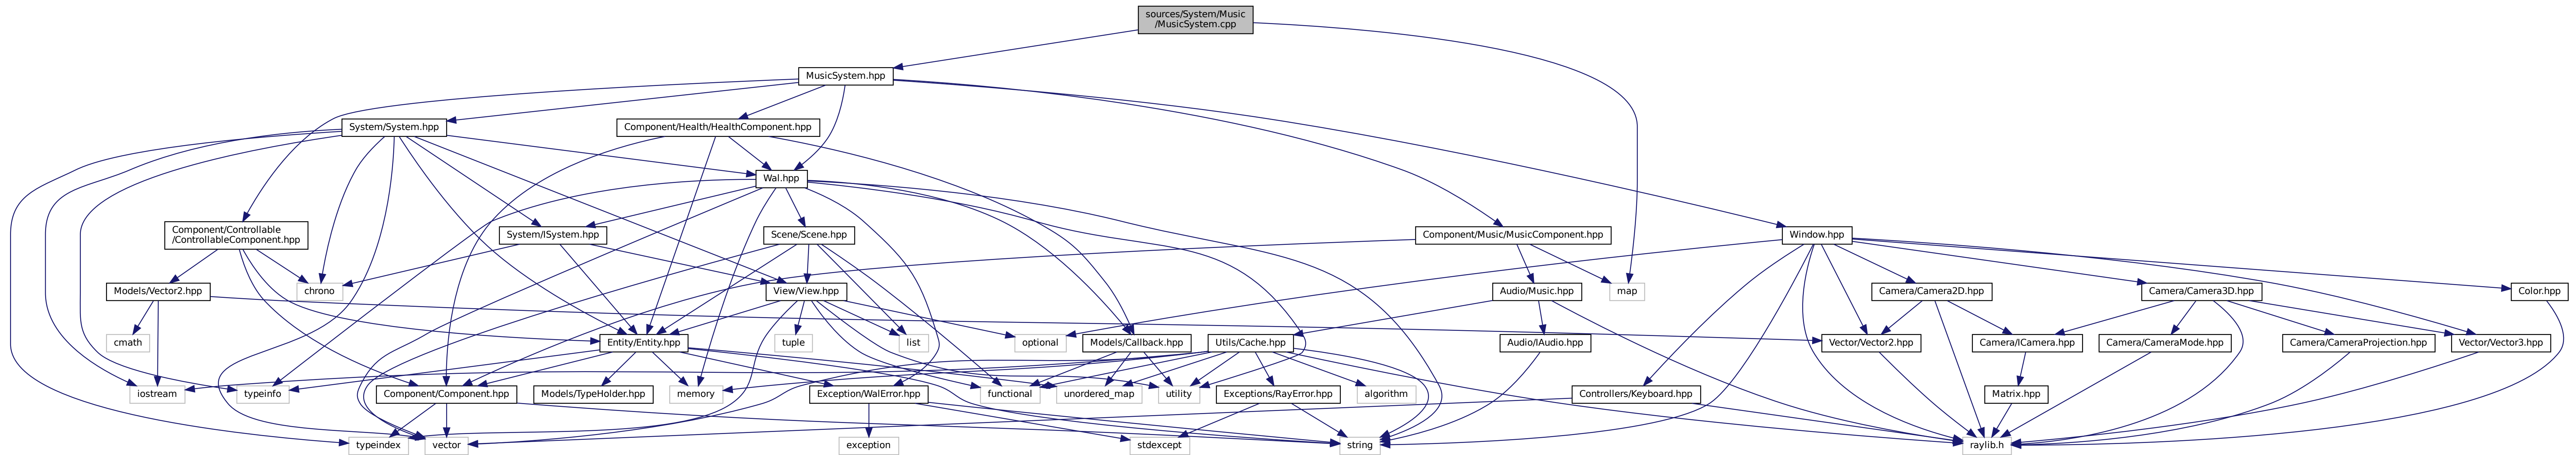 sources/System/Music
/MusicSystem.cpp
MusicSystem.hpp
System/System.hpp
Component/Health/HealthComponent.hpp
Wal.hpp
Component/Controllable
/ControllableComponent.hpp
System/ISystem.hpp
Scene/Scene.hpp
Component/Music/MusicComponent.hpp
Window.hpp
Models/Vector2.hpp
chrono
View/View.hpp
Audio/Music.hpp
map
Camera/Camera2D.hpp
Camera/Camera3D.hpp
Color.hpp
cmath
Entity/Entity.hpp
tuple
list
optional
Models/Callback.hpp
Utils/Cache.hpp
Audio/IAudio.hpp
Vector/Vector2.hpp
Camera/ICamera.hpp
Camera/CameraMode.hpp
Camera/CameraProjection.hpp
Vector/Vector3.hpp
iostream
typeinfo
Component/Component.hpp
Models/TypeHolder.hpp
memory
Exception/WalError.hpp
functional
unordered_map
utility
Exceptions/RayError.hpp
algorithm
Controllers/Keyboard.hpp
Matrix.hpp
typeindex
vector
exception
stdexcept
string
raylib.h